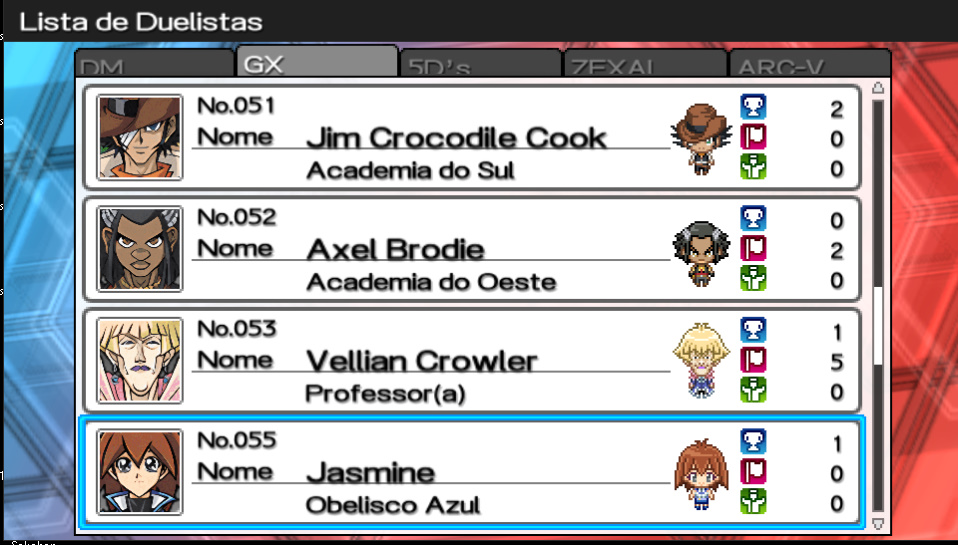 Lista de Duelistas
DM GX 5D's ZEXAL ARC-V
No.051
2
Nome Jim Crocodile Cook 0
Academia do Sul 0
No.052
0
Nome Axel Brodie 2
Academia do Oeste 0
No.053
1
Nome Vellian Crowler 5
Professor(a) 0
No.055
1
Nome Jasmine 0
Obelisco Azul 0